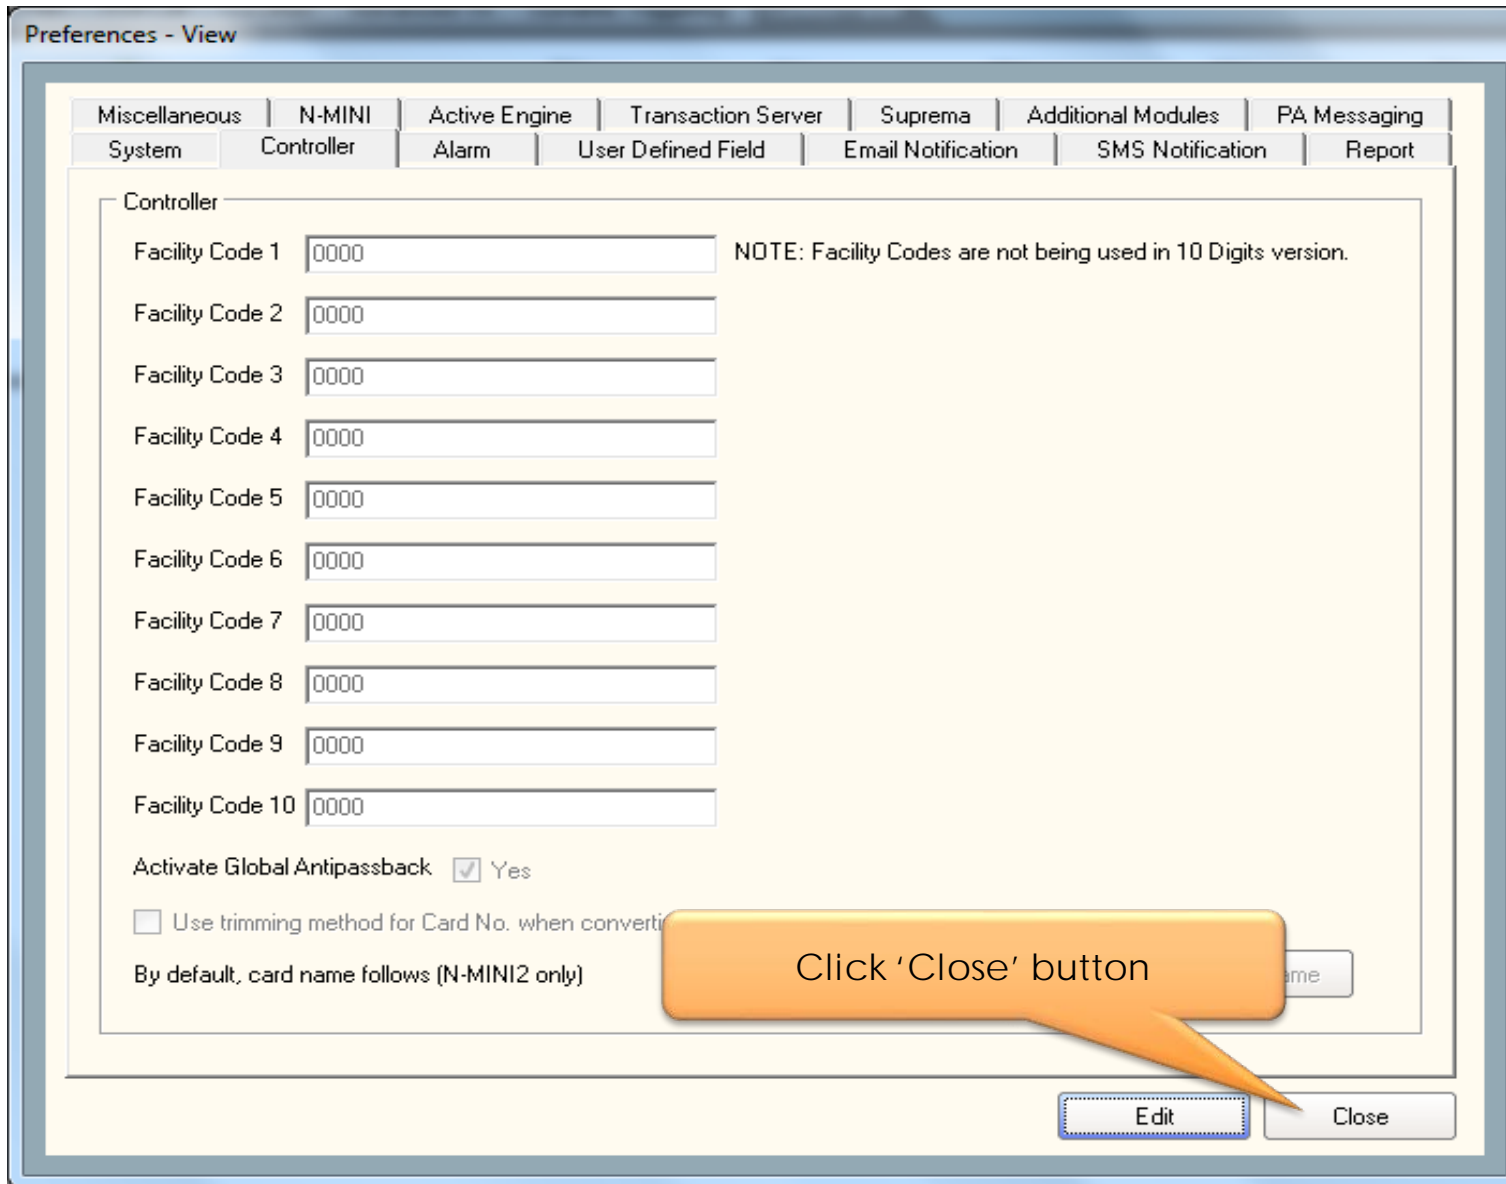 Preferences - View
Miscellaneous N-MINI Active Engine Transaction Server Suprema Additional Modules PA Messaging
System Controller Alarm User Defined Field Email Notification SMS Notification Report
Controller
Facility Code 1 0000 NOTE: Facility Codes are not being used in 10 Digits version.
Facility Code 2 0000
Facility Code 3 0000
Facility Code 4 0000
Facility Code 5 0000
Facility Code 6 0000
Facility Code 7 0000
Facility Code 8 0000
Facility Code 9 0000
Facility Code 10 0000
Activate Global Antipassback Yes
Use trimming method for Card No. when
By default, card name follows (N-MINI2 only)
Click ‘Close’ button
Edit Close